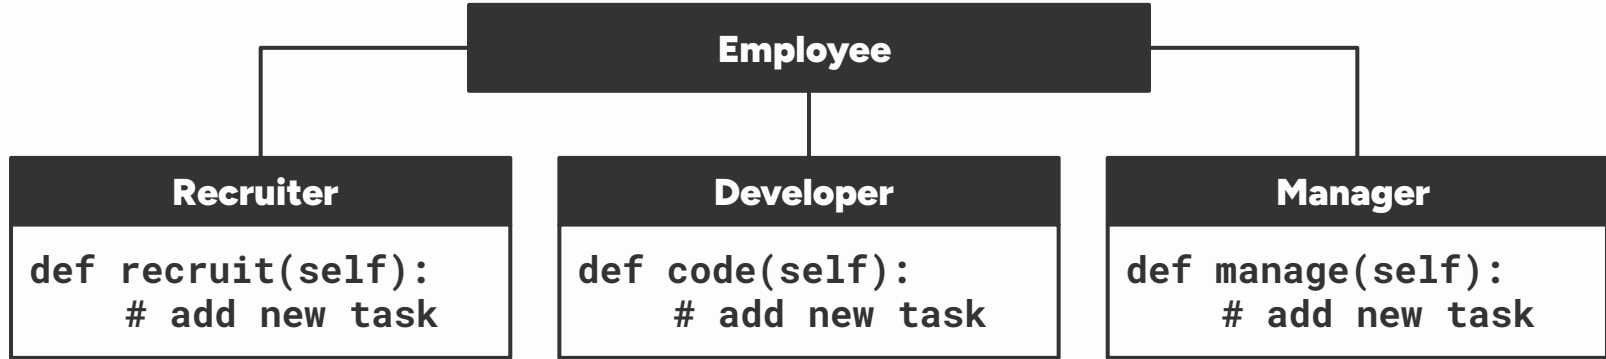 Employee
Recruiter
def recruit(self):
    # add new task
Developer
def code(self):
    # add new task
Manager
def manage(self):
    # add new task